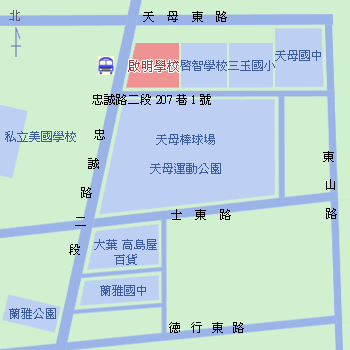 北
天母東路
啟明學校
啓智學校
三玉國小
天母國中
忠誠路二段 207 巷 1 號
私立美國學校
忠誠路二段
天母棒球場
天母運動公園
東山路
士東路
大葉 高島屋
百貨
蘭雅國中
蘭雅公園
德行東路